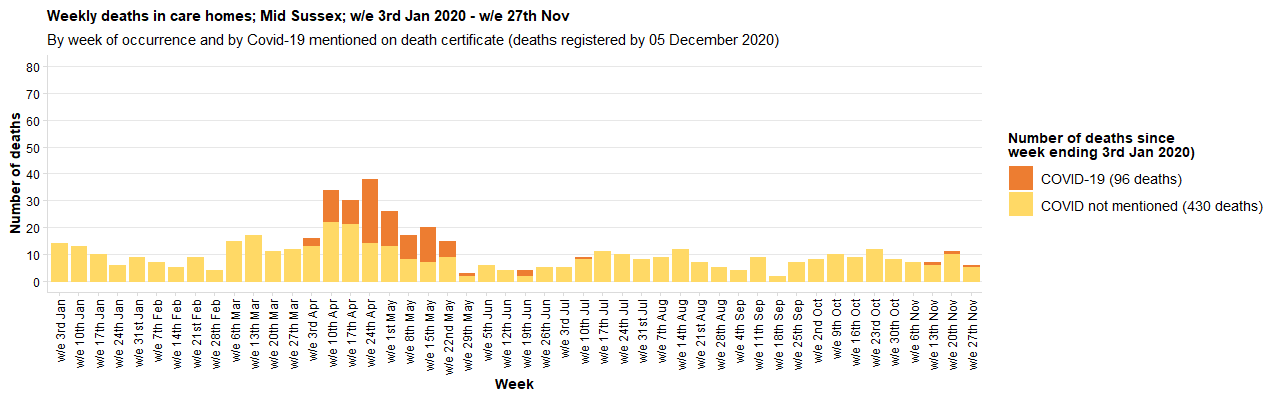 Weekly deaths in care homes; Mid Sussex; w/e 3rd Jan 2020 - w/e 27th Nov
By week of occurrence and by Covid-19 mentioned on death certificate (deaths registered by 05 December 2020)
Number of deaths
80
70
60
50
40
30
20
10
0
w/e 3rd Jan
w/e 10th Jan
w/e 17th Jan
w/e 24th Jan
w/e 31st Jan
w/e 7th Feb
w/e 14th Feb
w/e 21st Feb
w/e 28th Feb
w/e 6th Mar
w/e 13th Mar
w/e 20th Mar
w/e 27th Mar
w/e 3rd Apr
w/e 10th Apr
w/e 17th Apr
w/e 24th Apr
w/e 1st May
w/e 8th May
w/e 15th May
w/e 22nd May
w/e 29th May
w/e 5th Jun
w/e 12th Jun
w/e 19th Jun
w/e 26th Jun
w/e 3rd Jul
w/e 10th Jul
w/e 17th Jul
w/e 24th Jul
w/e 31st Jul
w/e 7th Aug
w/e 14th Aug
w/e 21st Aug
w/e 28th Aug
w/e 4th Sep
w/e 11th Sep
w/e 18th Sep
w/e 25th Sep
w/e 2nd Oct
w/e 9th Oct
w/e 16th Oct
w/e 23rd Oct
w/e 30th Oct
w/e 6th Nov
w/e 13th Nov
w/e 20th Nov
w/e 27th Nov
Week
Number of deaths since
week ending 3rd Jan 2020)
COVID-19 (96 deaths)
COVID not mentioned (430 deaths)